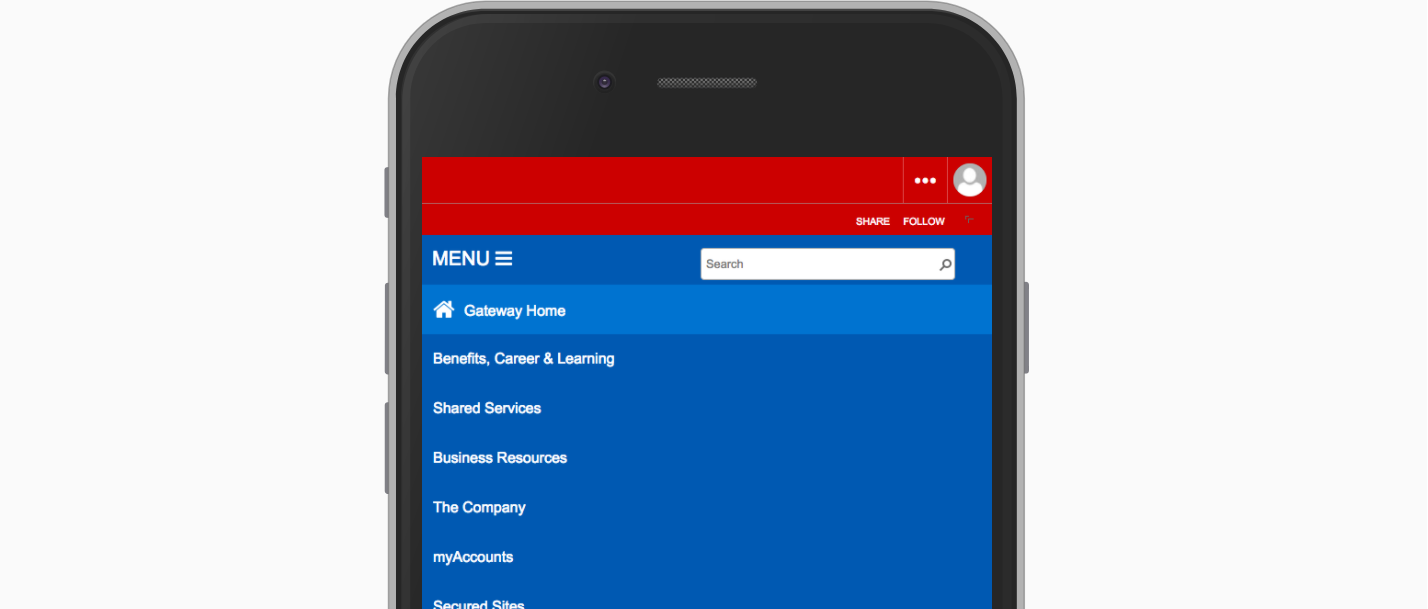 SHARE FOLLOW
MENU
Search
Gateway Home
Benefits, Career & Learning
Shared Services
Business Resources
The Company
myAccounts
Secured Sites